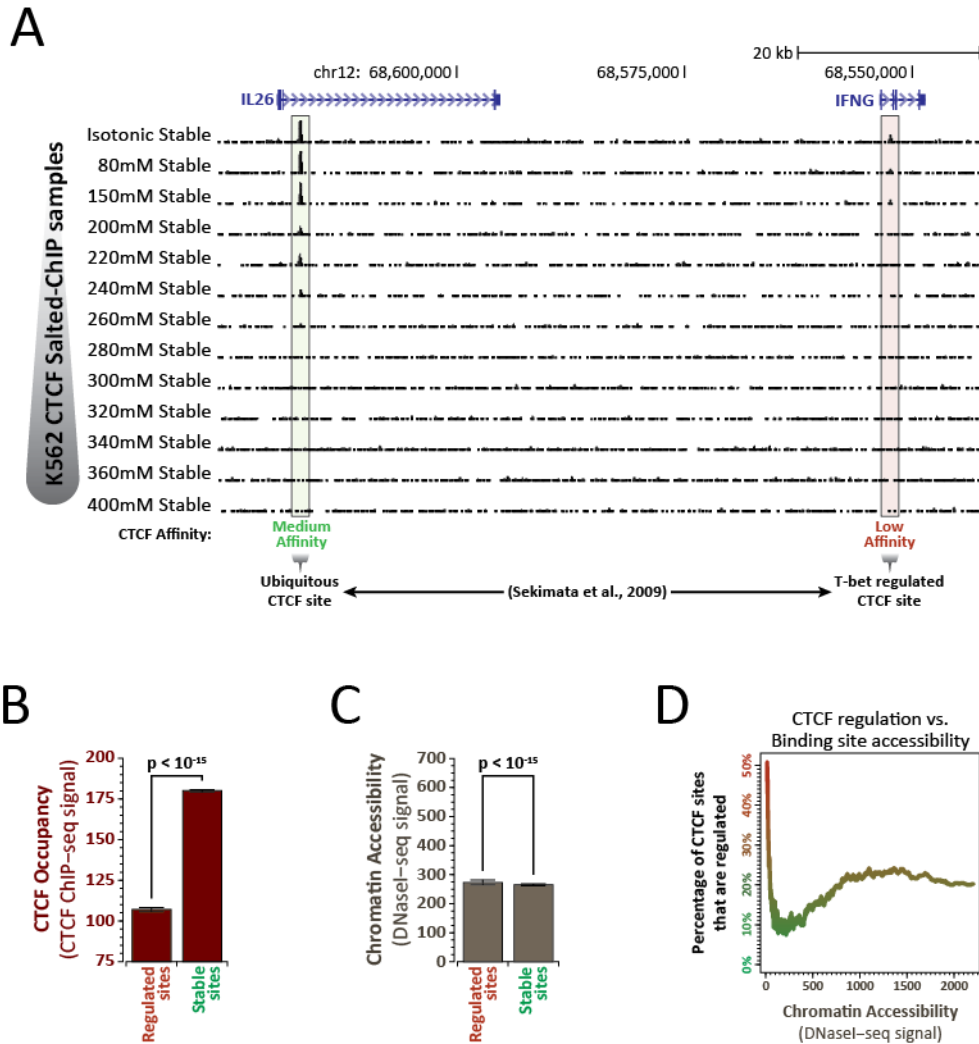 A
20 kb
chr12: 68,600,000 68,575,000 68,550,000
IL26 IFNG
K562 CTCF Salted-ChIP samples
Isotonic Stable
80mM Stable
150mM Stable
200mM Stable
220mM Stable
240mM Stable
260mM Stable
280mM Stable
300mM Stable
320mM Stable
340mM Stable
360mM Stable
400mM Stable
CTCF Affinity:
Medium
Affinity
Low
Affinity
Ubiquitous
CTCF site
(Sekimata et al., 2009)
T-bet regulated
CTCF site
B
CTCF Occupancy
(CTCF ChIP–seq signal)
200
175
150
125
100
75
p < 10⁻¹⁵
Regulated
sites
Stable
sites
C
Chromatin Accessibility
(DNaseI–seq signal)
700
600
500
400
300
200
100
0
p < 10⁻¹⁵
Regulated
sites
Stable
sites
D
CTCF regulation vs.
Binding site accessibility
Percentage of CTCF sites
that are regulated
50%
40%
30%
20%
10%
0%
0 500 1000 1500 2000
Chromatin Accessibility
(DNaseI–seq signal)